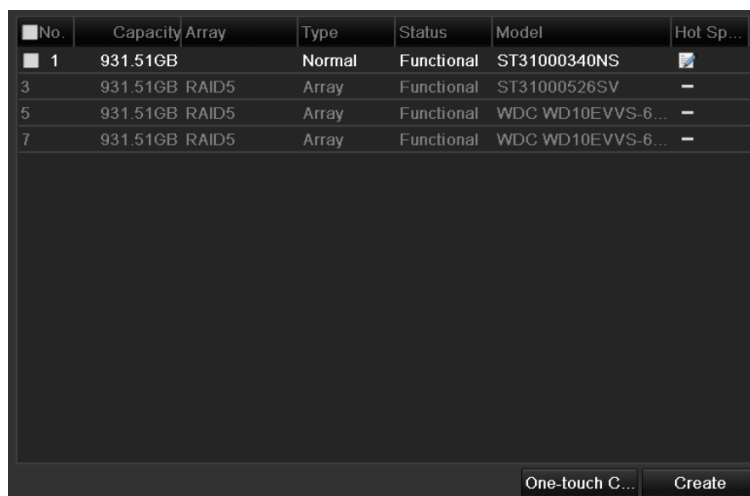 No. Capacity Array Type Status Model Hot Sp...
1 931.51GB Normal Functional ST31000340NS
3 931.51GB RAID5 Array Functional ST31000526SV –
5 931.51GB RAID5 Array Functional WDC WD10EVVS-6... –
7 931.51GB RAID5 Array Functional WDC WD10EVVS-6... –
One-touch C... Create